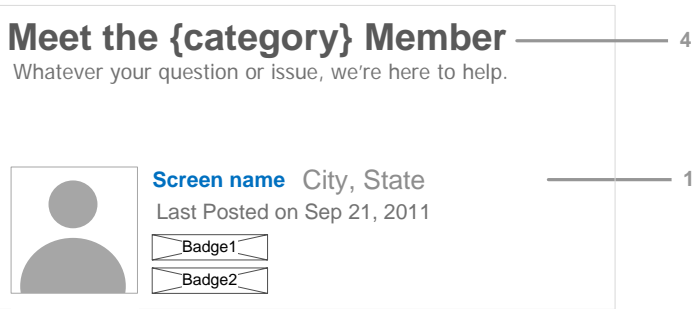 Meet the {category} Member 4
Whatever your question or issue, we're here to help.
Screen name City, State 1
Last Posted on Sep 21, 2011
Badge1
Badge2